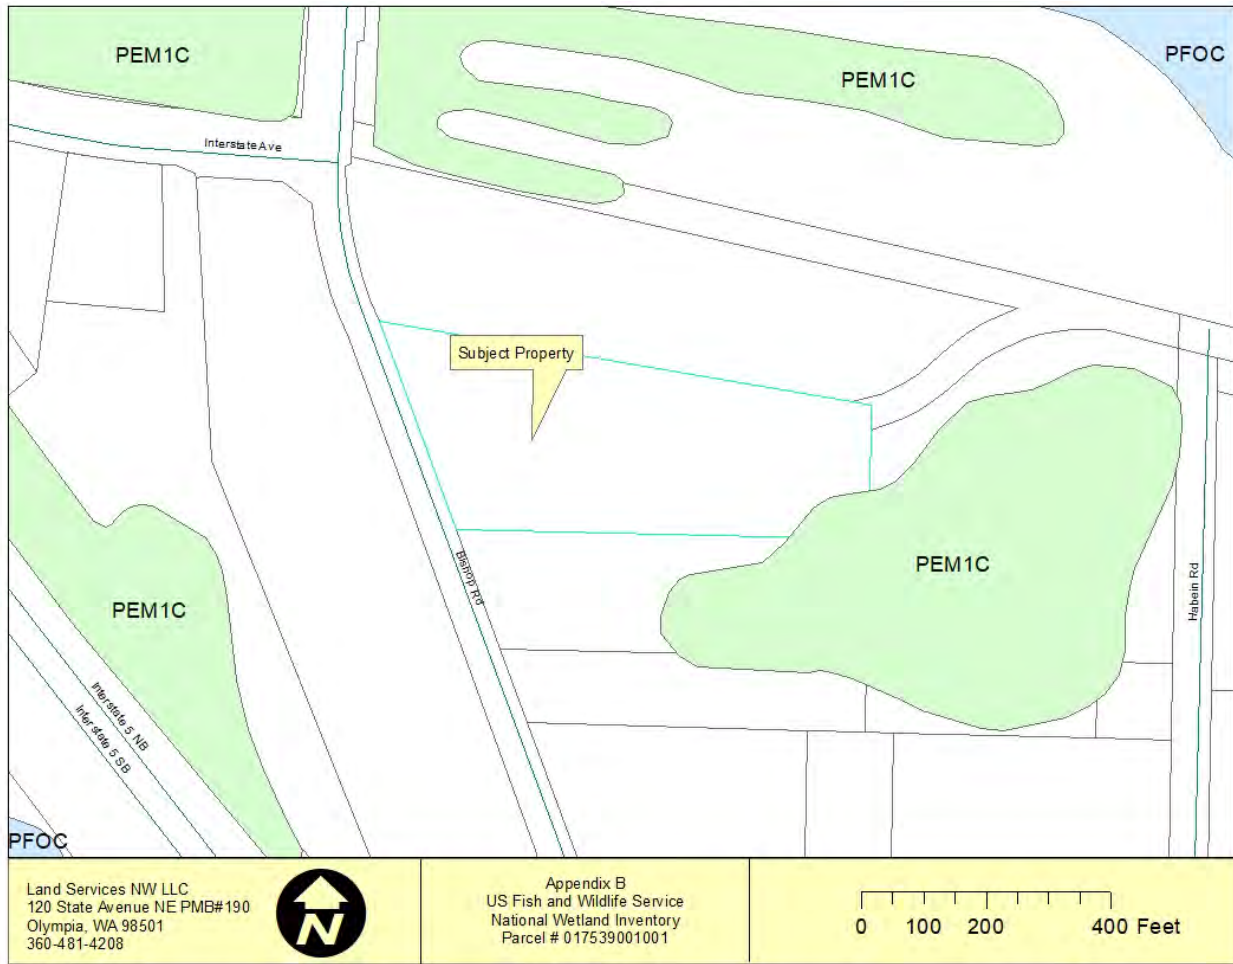 PEM1C
PEM1C
PFOC
Interstate Ave
Subject Property
PEM1C
Bishop Rd
Habein Rd
PEM1C
Interstate 5 NB
Interstate 5 SB
PFOC
Land Services NW LLC
120 State Avenue NE PMB#190
Olympia, WA 98501
360-481-4208
N
Appendix B
US Fish and Wildlife Service
National Wetland Inventory
Parcel # 017539001001
0 100 200 400 Feet